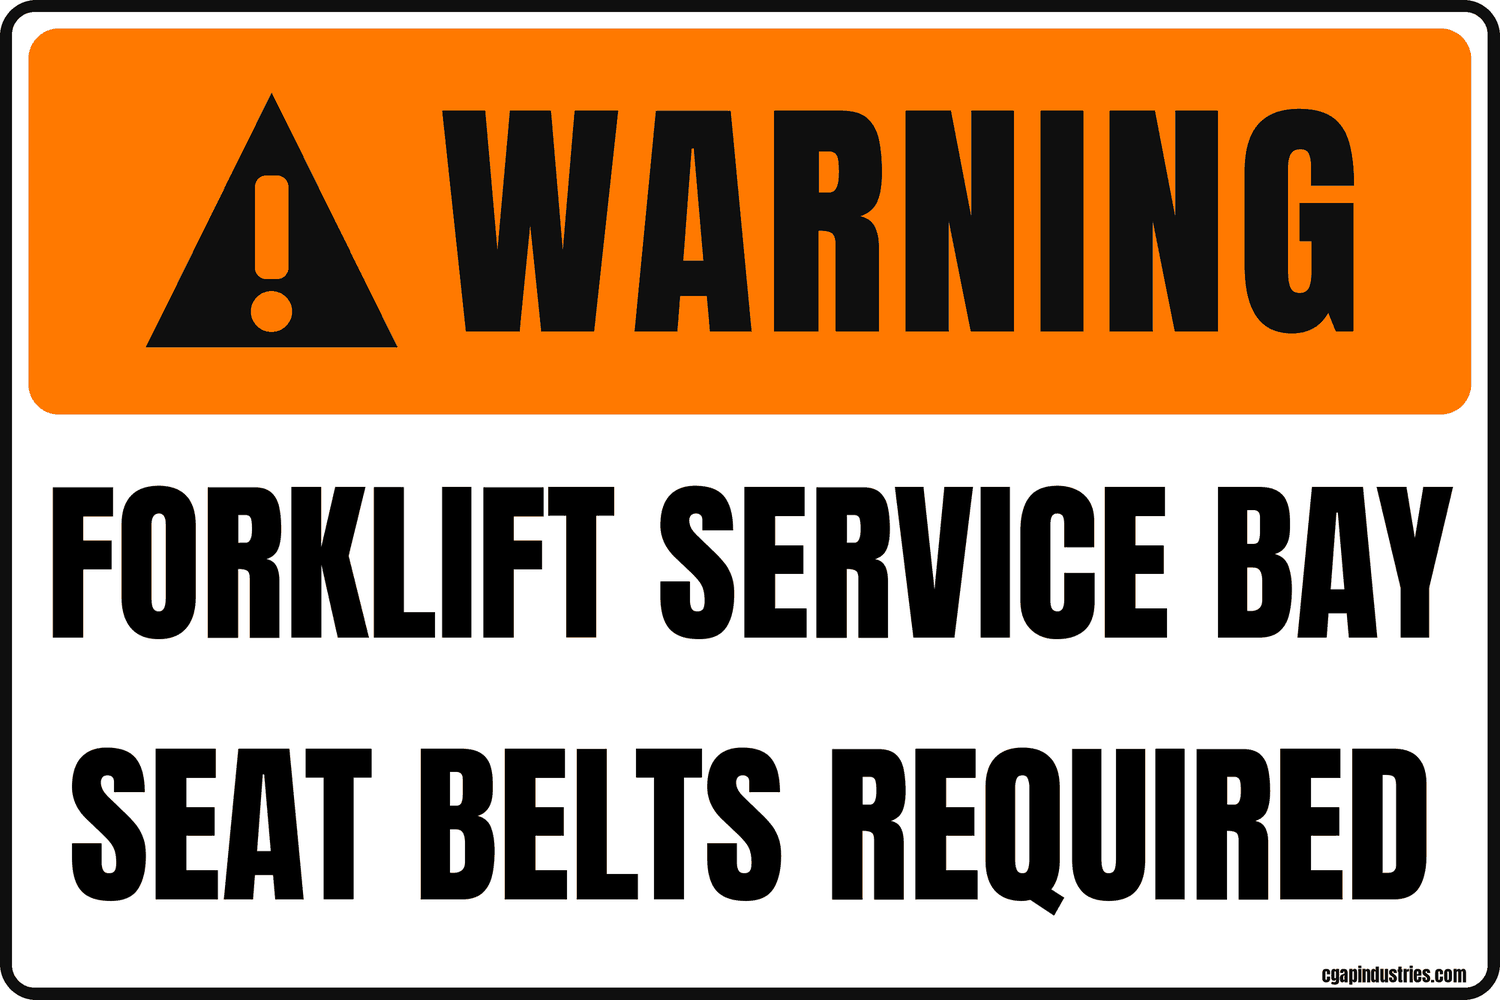 WARNING
FORKLIFT SERVICE BAY
SEAT BELTS REQUIRED
cgapindustries.com